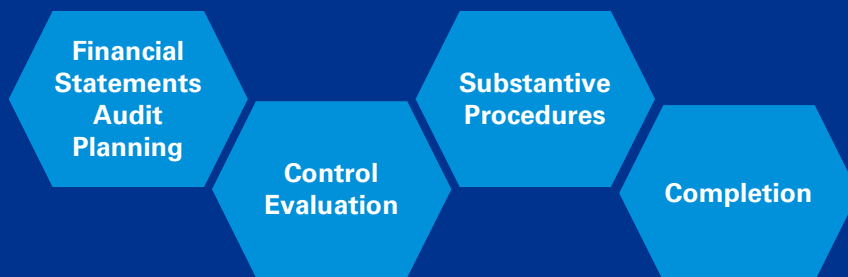 Financial
Statements
Audit
Planning
Control
Evaluation
Substantive
Procedures
Completion